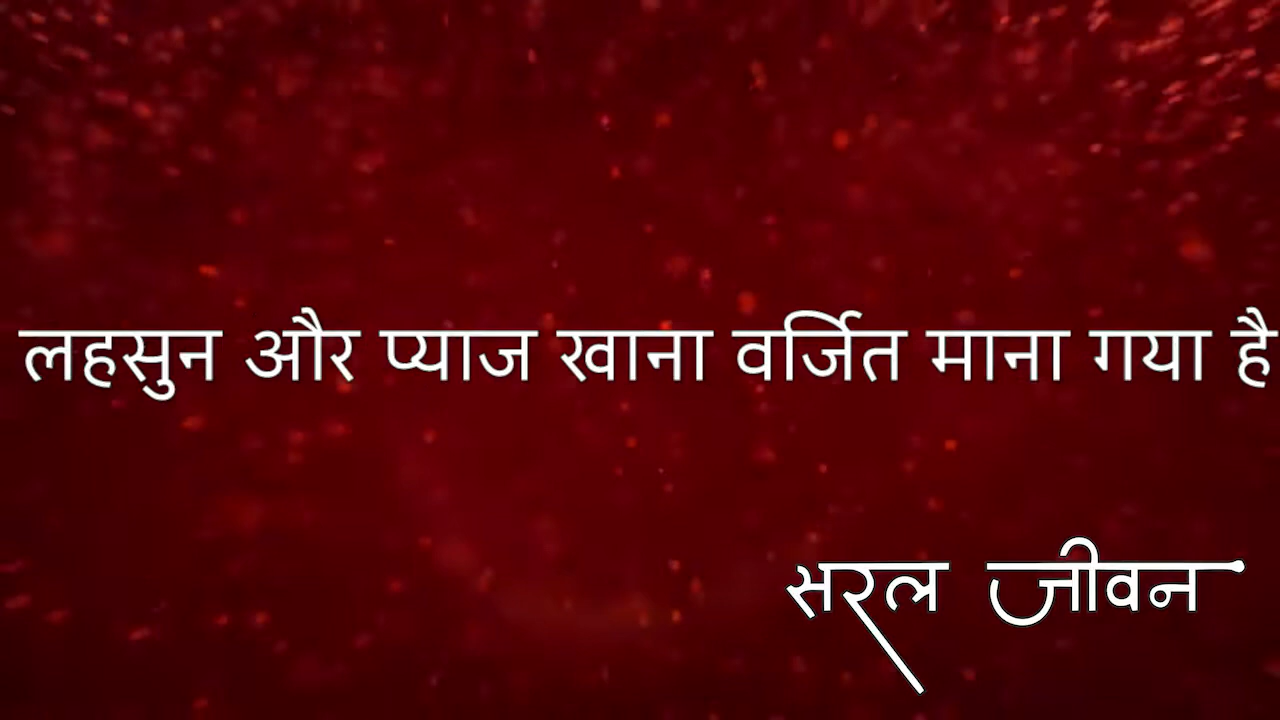 लहसुन और प्याज खाना वर्जित माना गया है
सरल जीवन